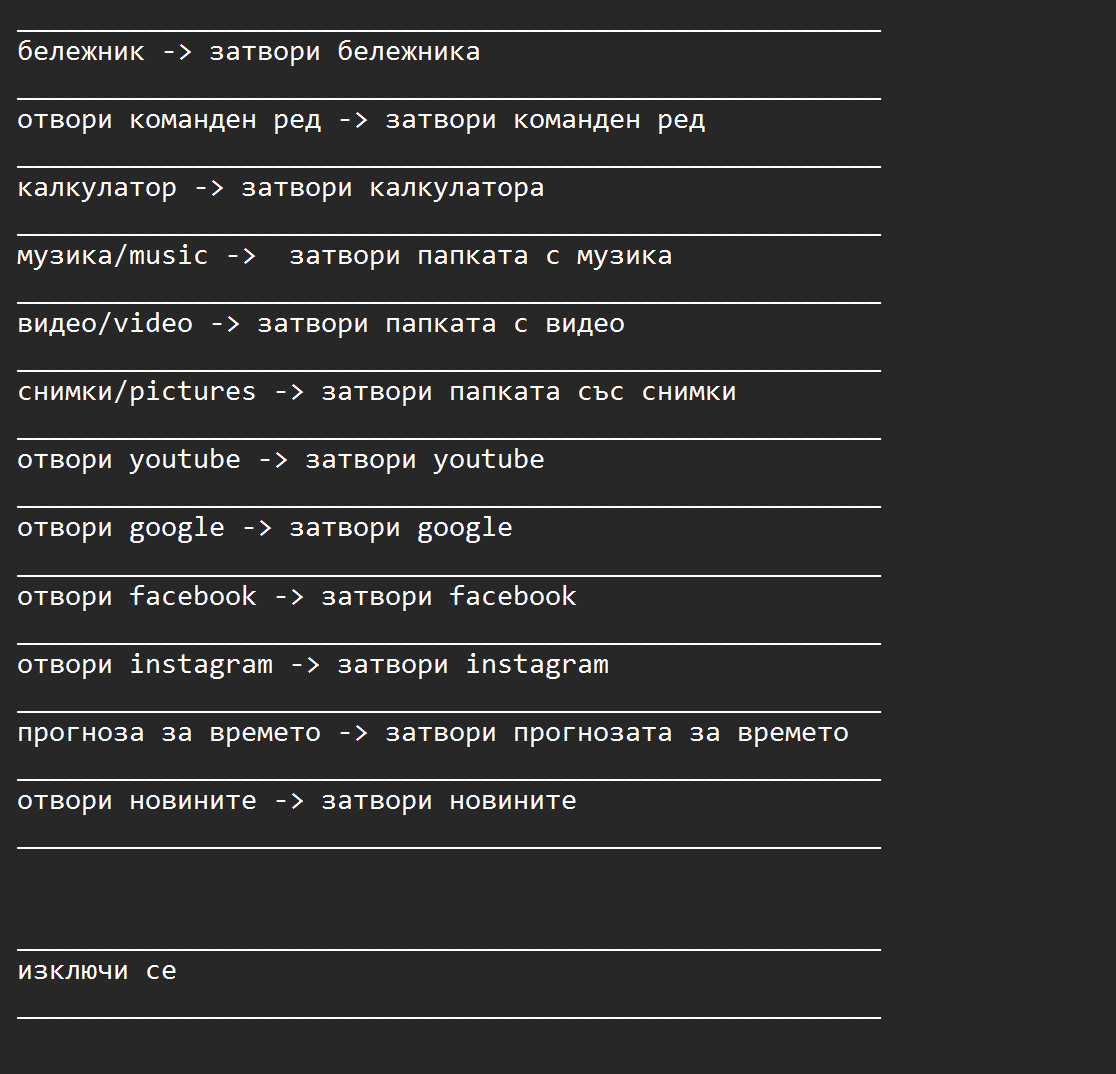 бележник -> затвори бележника
отвори команден ред -> затвори команден ред
калкулатор -> затвори калкулатора
музика/music ->  затвори папката с музика
видео/video -> затвори папката с видео
снимки/pictures -> затвори папката със снимки
отвори youtube -> затвори youtube
отвори google -> затвори google
отвори facebook -> затвори facebook
отвори instagram -> затвори instagram
прогноза за времето -> затвори прогнозата за времето
отвори новините -> затвори новините
изключи се